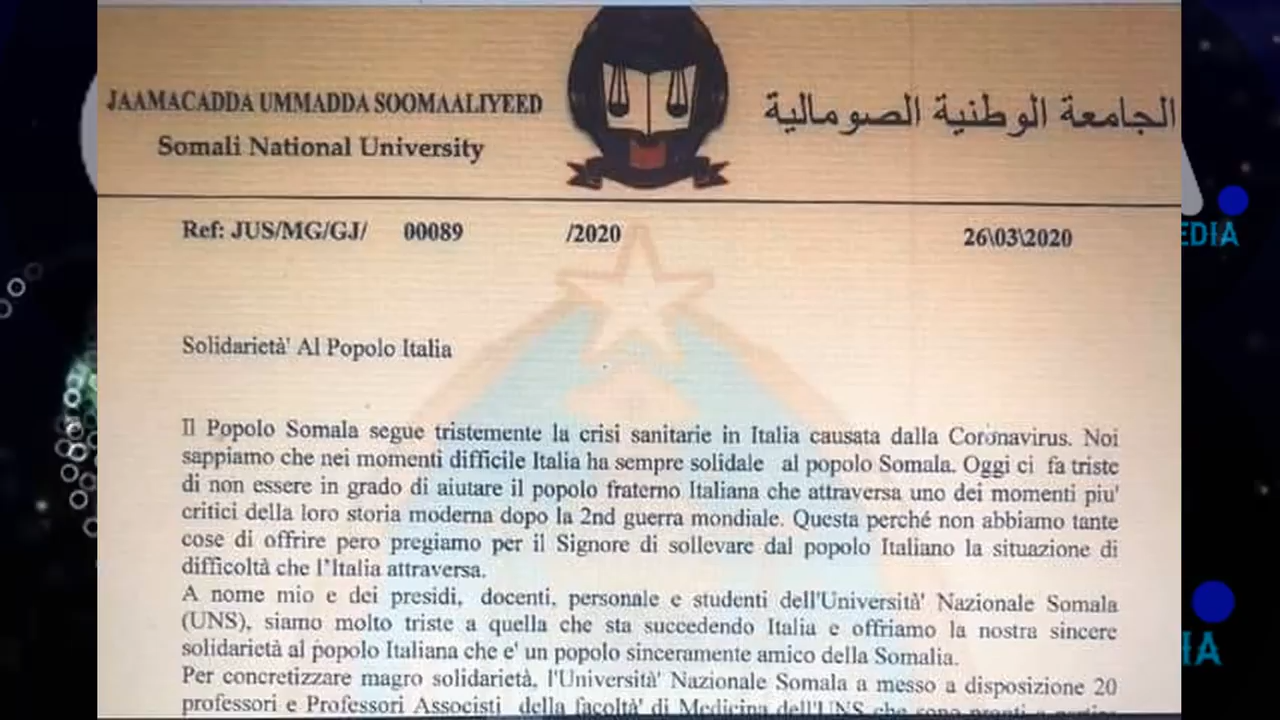 JAAMACADDA UMMADDA SOOMAALIYEED
Somali National University
الجامعة الوطنية الصومالية
Ref: JUS/MG/GJ/ 00089 /2020
26\03\2020
Solidarietà' Al Popolo Italia
Il Popolo Somala segue tristemente la crisi sanitarie in Italia causata dalla Coronavirus. Noi
sappiamo che nei momenti difficile Italia ha sempre solidale al popolo Somala. Oggi ci fa triste
di non essere in grado di aiutare il popolo fraterno Italiana che attraversa uno dei momenti piu'
critici della loro storia moderna dopo la 2nd guerra mondiale. Questa perché non abbiamo tante
cose di offrire pero pregiamo per il Signore di sollevare dal popolo Italiano la situazione di
difficoltà che l'Italia attraversa.
A nome mio e dei presidi, docenti, personale e studenti dell'Università' Nazionale Somala
(UNS), siamo molto triste a quella che sta succedendo Italia e offriamo la nostra sincere
solidarietà al popolo Italiana che e' un popolo sinceramente amico della Somalia.
Per concretizzare magro solidarietà, l'Università' Nazionale Somala a messo a disposizione 20
professori e Professori Associsti della facoltà' di Medicina dell'UNS che sono pronti a partire
EDIA
IA